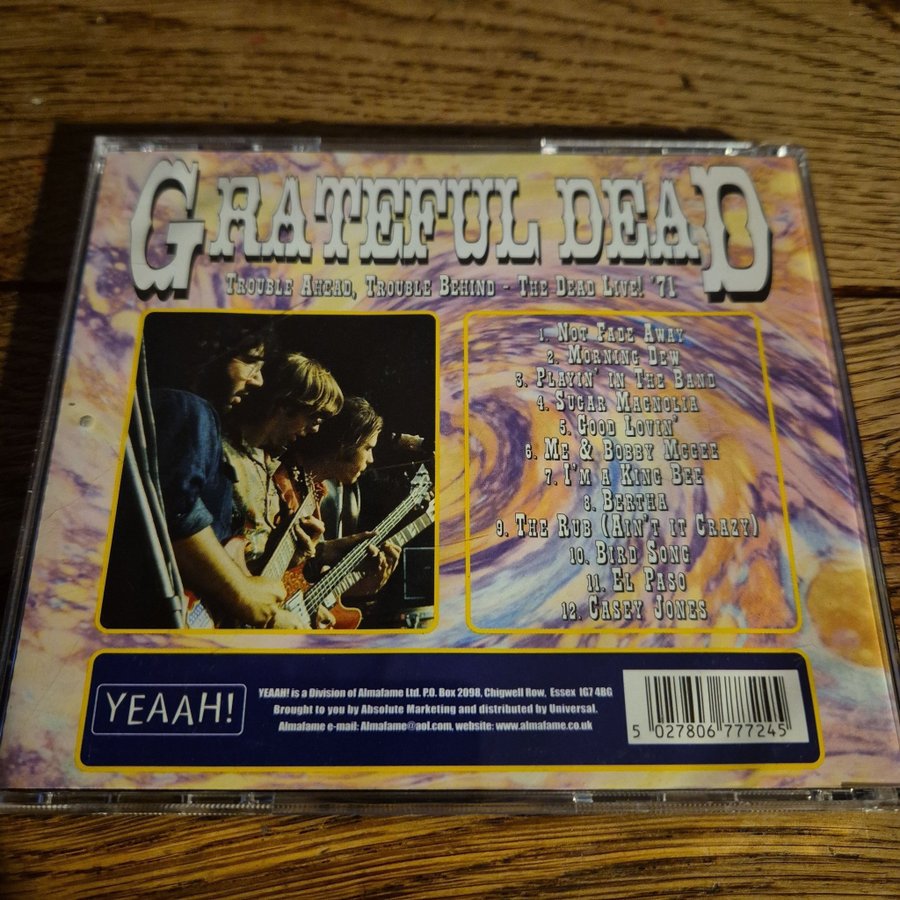 GRATEFUL DEAD
TROUBLE AHEAD, TROUBLE BEHIND - THE DEAD LIVE! '71
1. NOT FADE AWAY
2. MORNING DEW
3. PLAYIN' IN THE BAND
4. SUGAR MAGNOLIA
5. GOOD LOVIN'
6. ME & BOBBY MCGEE
7. I'M A KING BEE
8. BERTHA
9. THE RUB (AIN'T IT CRAZY)
10. BIRD SONG
11. EL PASO
12. CASEY JONES
YEAAH!
YEAAH! is a Division of Almafame Ltd. P.O. Box 2098, Chigwell Row, Essex IG7 4BG
Brought to you by Absolute Marketing and distributed by Universal.
Almafame e-mail: Almafame@aol.com, website: www.almafame.co.uk
5 027806 777245